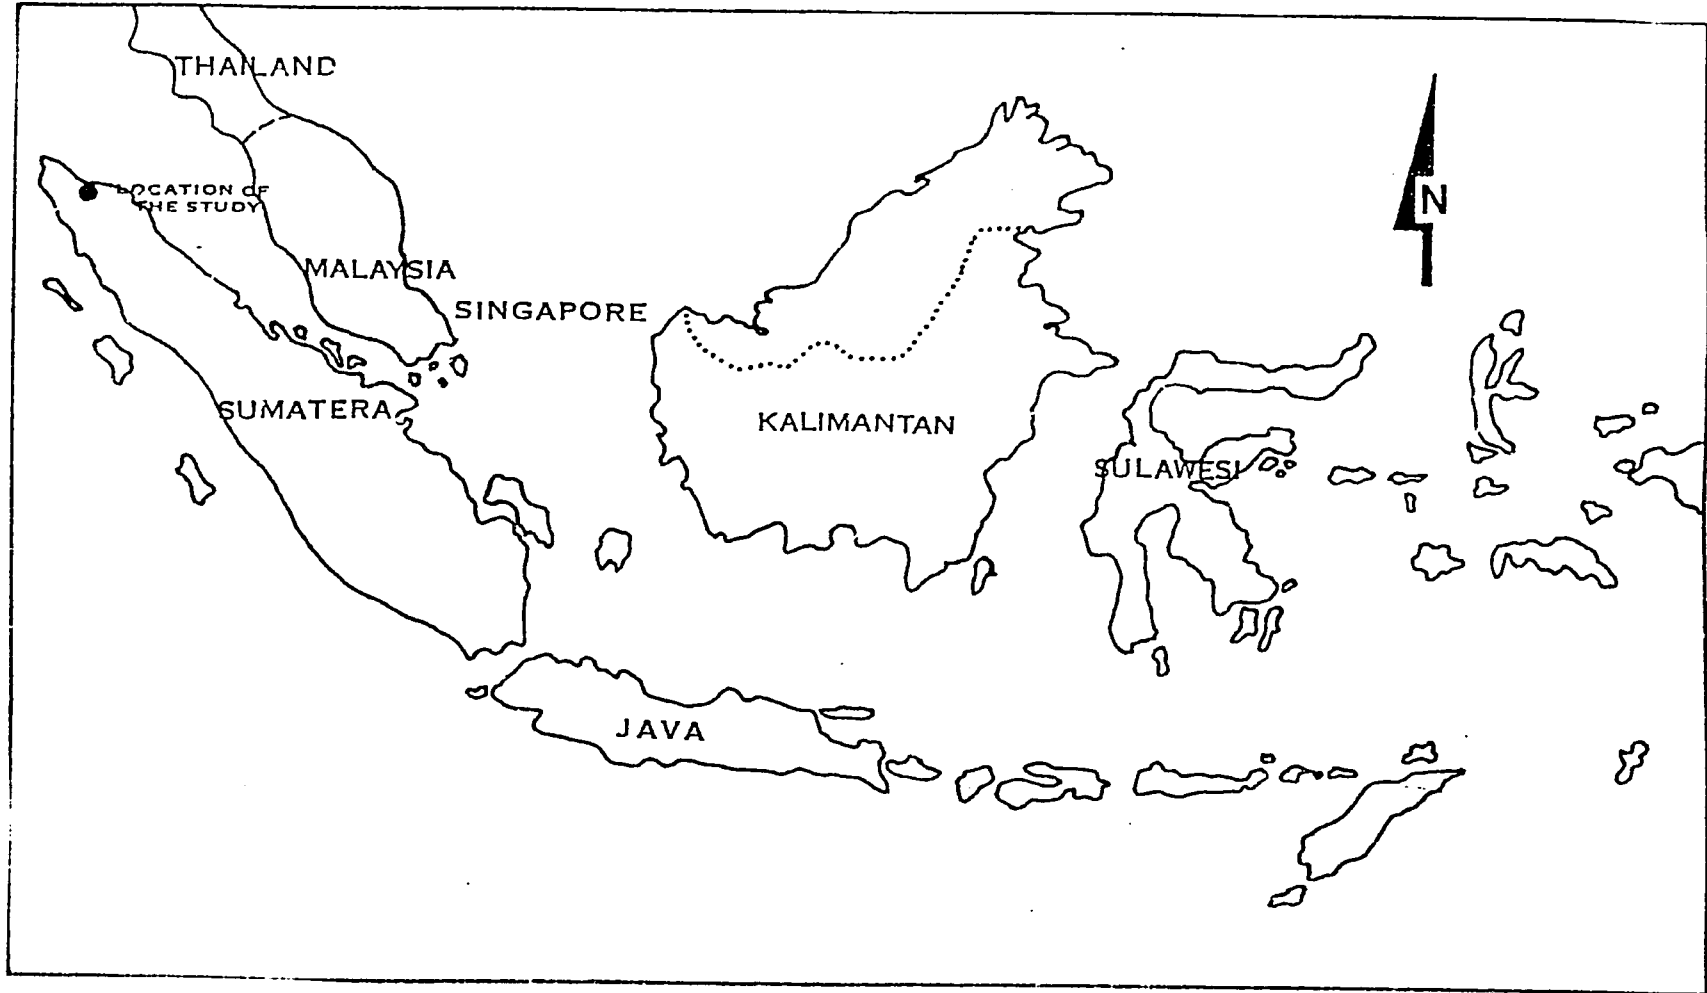 THAILAND
N
LOCATION OF
THE STUDY
MALAYSIA
SINGAPORE
SUMATERA
KALIMANTAN
SULAWESI
JAVA